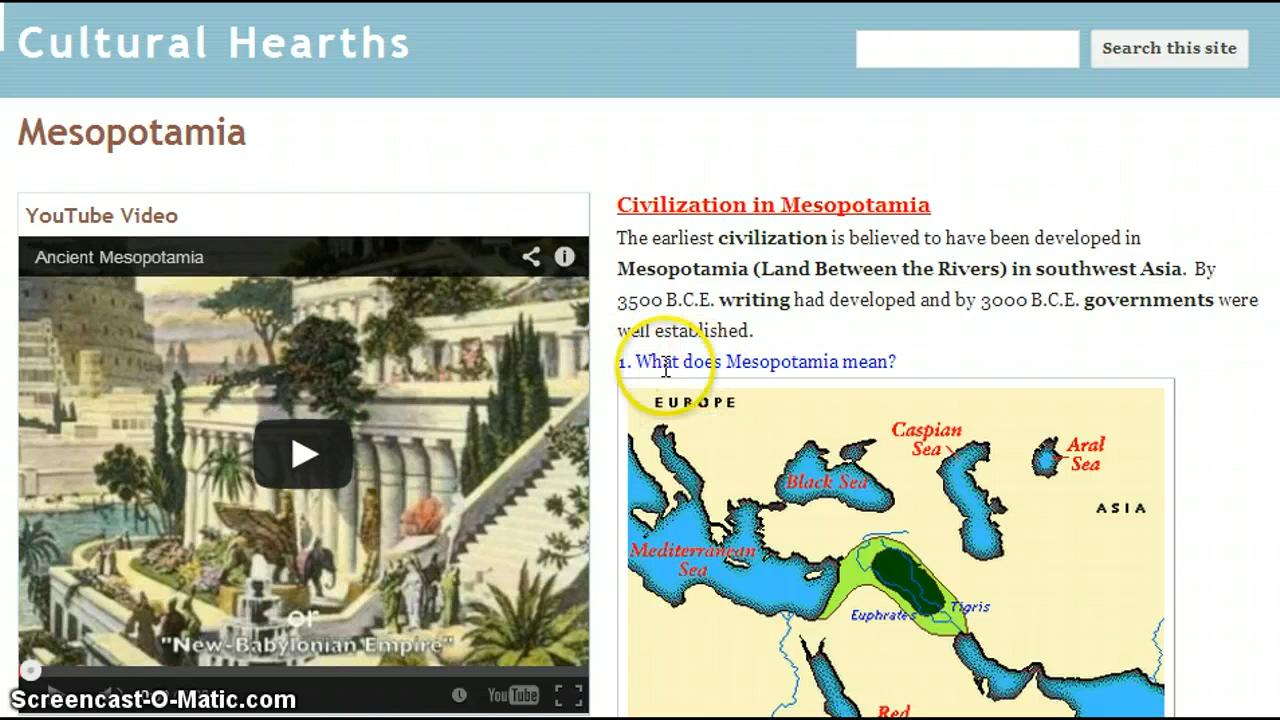 Cultural Hearths
Search this site
Mesopotamia
YouTube Video
Ancient Mesopotamia
or
"New-Babylonian Empire"
YouTube
Screencast-O-Matic.com
Civilization in Mesopotamia
The earliest civilization is believed to have been developed in
Mesopotamia (Land Between the Rivers) in southwest Asia. By
3500 B.C.E. writing had developed and by 3000 B.C.E. governments were
well established.
1. What does Mesopotamia mean?
EUROPE
Caspian
Sea
Aral
Sea
Black Sea
ASIA
Mediterranean
Sea
Euphrates
Tigris
Red